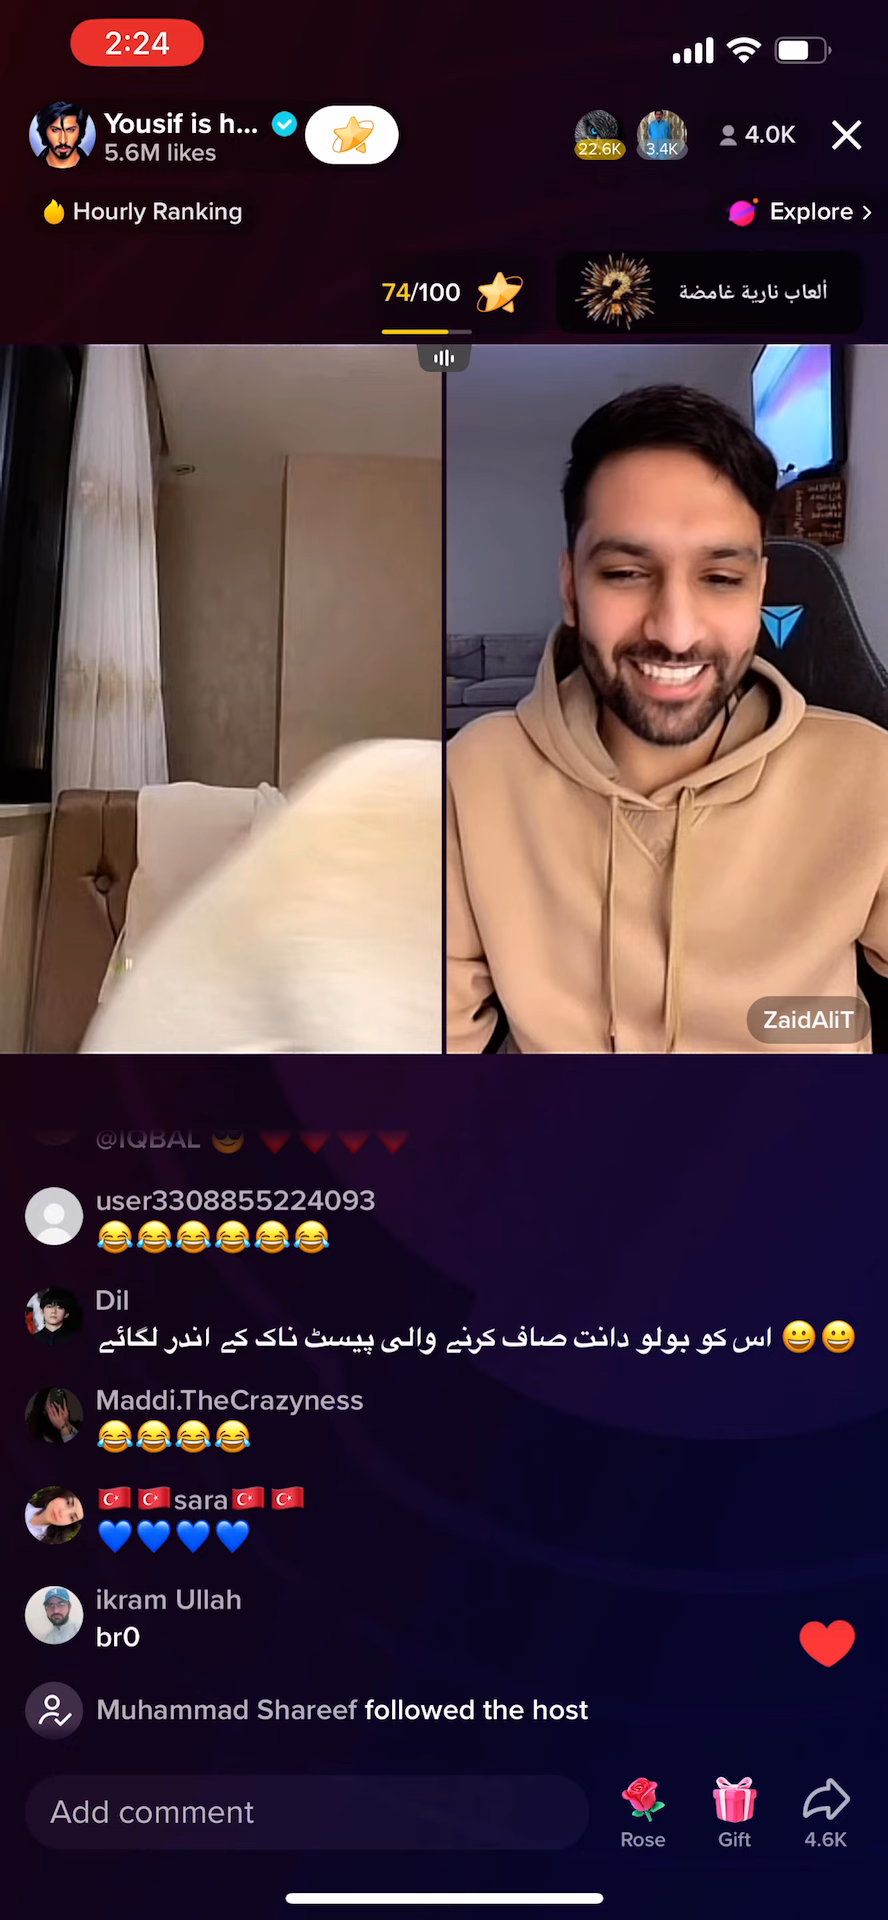 2:24
Yousif is h...
5.6M likes
22.6K
3.4K
4.0K
Hourly Ranking
Explore >
74/100
ألعاب نارية غامضة
ZaidAliT
@IQBAL 😎 ❤️ ❤️ ❤️ ❤️
user3308855224093
😂😂😂😂😂😂
Dil
اس کو بولو دانت صاف کرنے والی پیسٹ ناک کے اندر لگائے 😀😀
Maddi.TheCrazyness
😂😂😂😂
🇹🇷🇹🇷sara🇹🇷🇹🇷
💙💙💙💙
ikram Ullah
br0
Muhammad Shareef followed the host
Add comment
Rose
Gift
4.6K